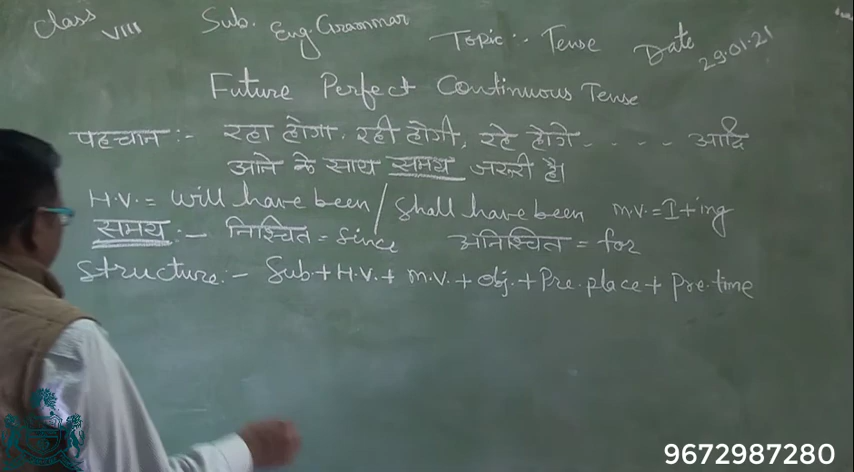 Class VIII Sub. Eng. Grammar Topic:- Tense Date 29.01.21
Future Perfect Continuous Tense
पहचान :- रहा होगा, रही होगी, रहे होगे - - - - आदि
आने के साथ समय जरुरी है।
H.V. = will have been / Shall have been m.v. = I + ing
समय :- निश्चित = Since अनिश्चित = for
Structure :- Sub + H.V. + m.v. + obj. + Pre. place + Pre. time
9672987280